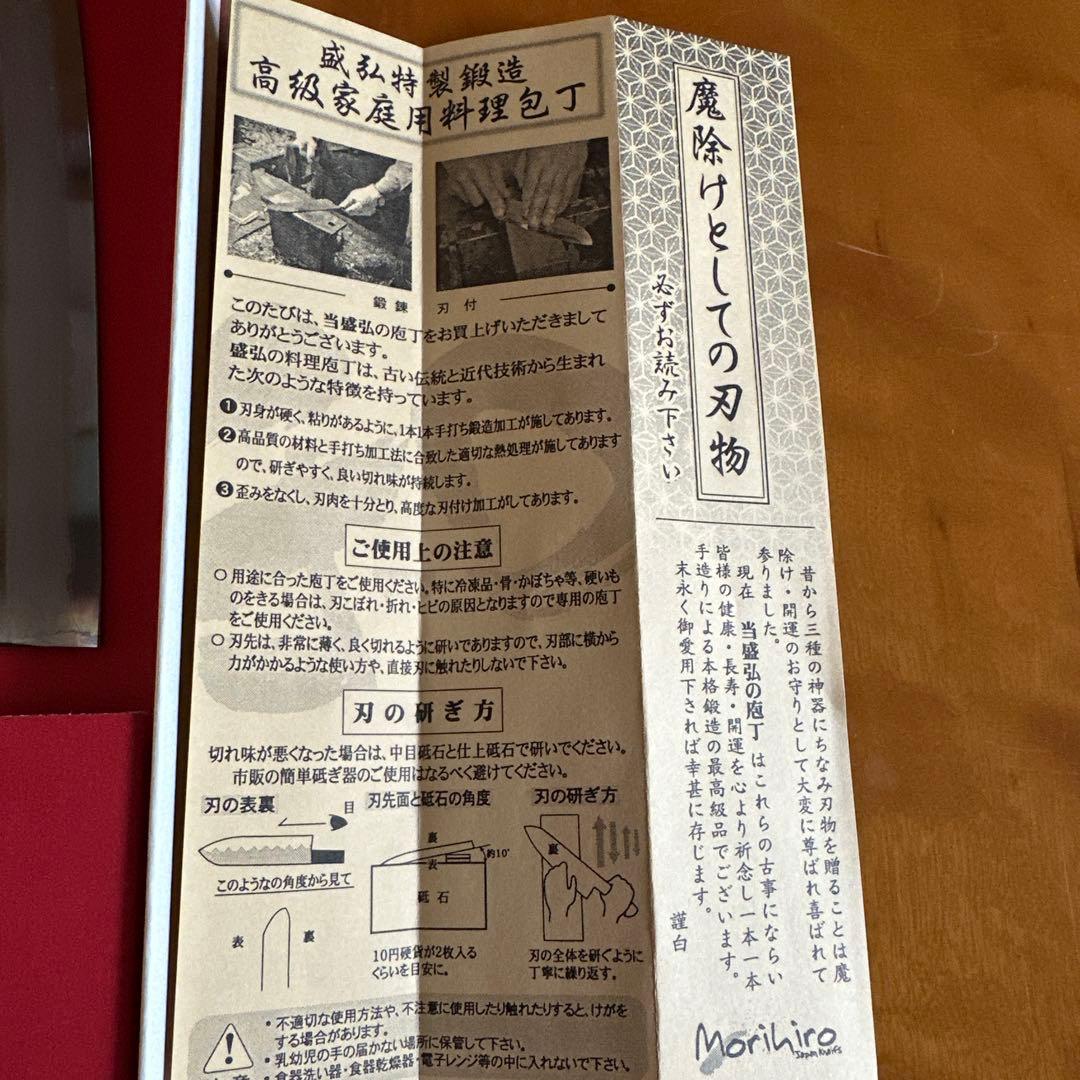 盛弘特製鍛造
高級家庭用料理包丁
鍛錬 刃付
このたびは、当盛弘の庖丁をお買上げいただきまして
ありがとうございます。
盛弘の料理庖丁は、古い伝統と近代技術から生まれ
た次のような特徴を持っています。
❶刃身が硬く、粘りがあるように、1本1本手打ち鍛造加工が施してあります。
❷高品質の材料と手打ち加工法に合致した適切な熱処理が施してあります
ので、研ぎやすく、良い切れ味が持続します。
❸歪みをなくし、刃肉を十分とり、高度な刃付け加工がしてあります。
ご使用上の注意
○用途に合った庖丁をご使用ください。特に冷凍品・骨・かぼちゃ等、硬いも
のをきる場合は、刃こぼれ・折れ・ヒビの原因となりますので専用の庖丁
をご使用ください。
○刃先は、非常に薄く、良く切れるように研いでありますので、刃部に横から
力がかかるような使い方や、直接刃に触れたりしないで下さい。
刃の研ぎ方
切れ味が悪くなった場合は、中目砥石と仕上砥石で研いでください。
市販の簡単砥ぎ器のご使用はなるべく避けてください。
刃の表裏
目
このようなの角度から見て
表 裏
刃先面と砥石の角度
裏
表
約10°
砥石
10円硬貨が2枚入る
くらいを目安に。
刃の研ぎ方
裏
刃の全体を研ぐように
丁寧に繰り返す。
・不適切な使用方法や、不注意に使用したり触れたりすると、けがを
する場合があります。
・乳幼児の手の届かない場所に保管して下さい。
・食器洗い器・食器乾燥器・電子レンジ等の中に入れないで下さい。
魔除けとしての刃物
必ずお読み下さい
昔から三種の神器にちなみ刃物を贈ることは魔
除け・開運のお守りとして大変に尊ばれ喜ばれて
参りました。
現在 当盛弘の庖丁はこれらの古事にならい
皆様の健康・長寿・開運を心より祈念し一本一本
手造りによる本格鍛造の最高級品でございます。
末永く御愛用下されば幸甚に存じます。
謹白
Morihiro
Japan Knifs